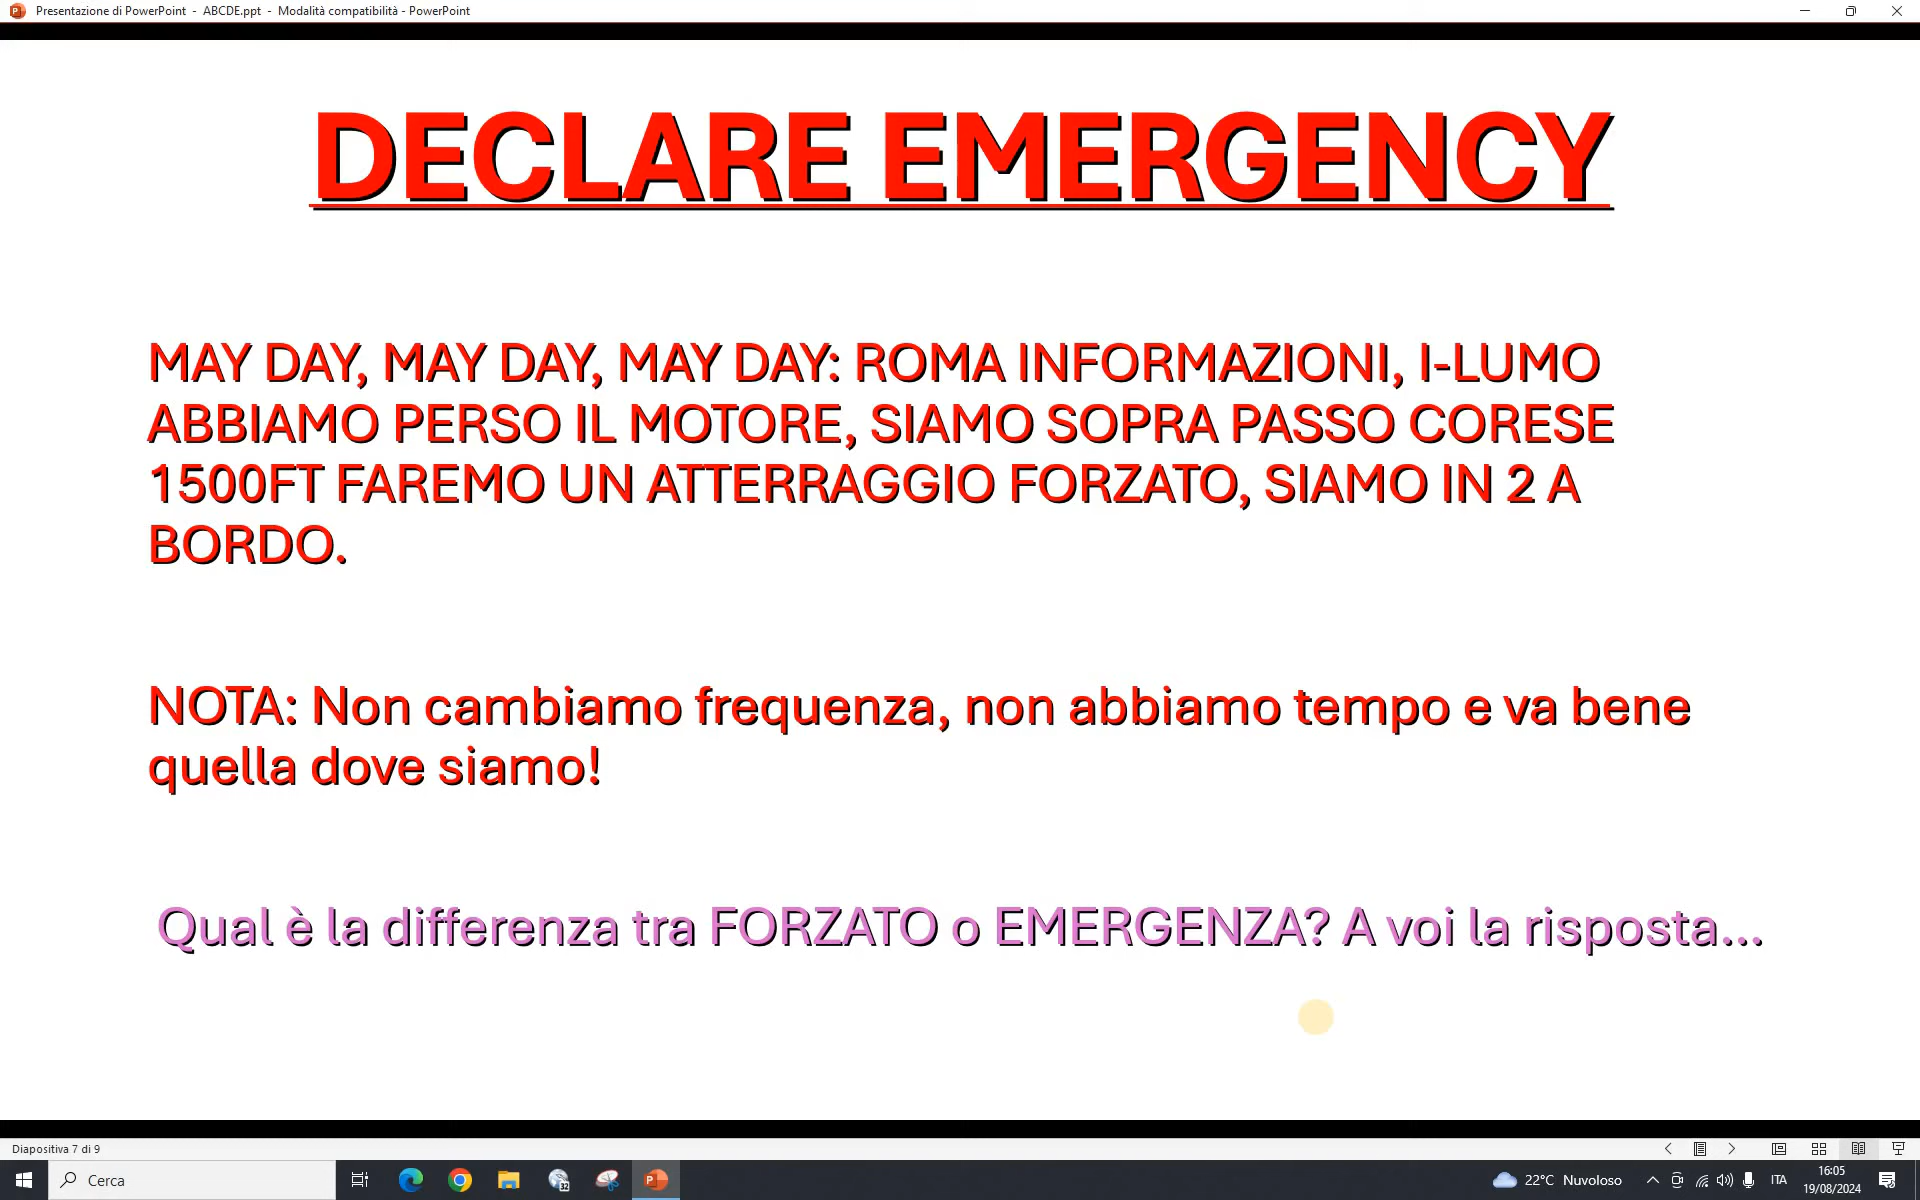 Presentazione di PowerPoint - ABCDE.ppt - Modalità compatibilità - PowerPoint
DECLARE EMERGENCY
MAY DAY, MAY DAY, MAY DAY: ROMA INFORMAZIONI, I-LUMO
ABBIAMO PERSO IL MOTORE, SIAMO SOPRA PASSO CORESE
1500FT FAREMO UN ATTERRAGGIO FORZATO, SIAMO IN 2 A
BORDO.
NOTA: Non cambiamo frequenza, non abbiamo tempo e va bene
quella dove siamo!
Qual è la differenza tra FORZATO o EMERGENZA? A voi la risposta...
Diapositiva 7 di 9
Cerca
22°C Nuvoloso
ITA
16:05
19/08/2024